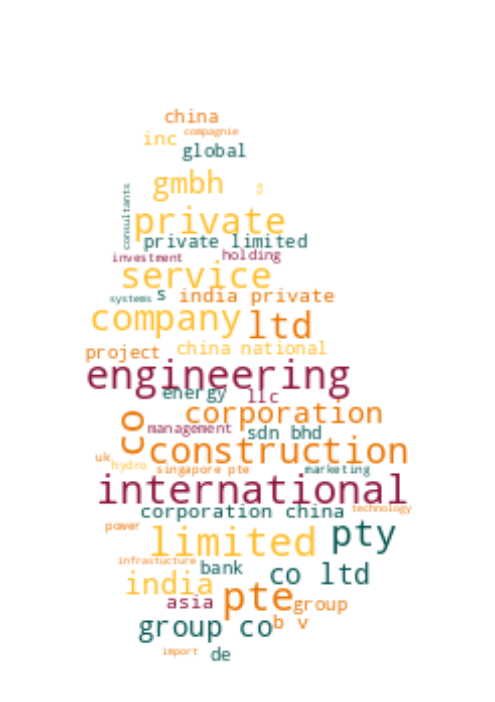 china
inc compagnie
global
gmbh
consultants
private
private limited
investment holding
service
systems s india private
company ltd
project china national
engineering
energy llc
co corporation
management sdn bhd
construction
uk hydro singapore pte marketing
international
corporation china technology
power limited pty
infrastucture bank
india co ltd
asia pte group
group co b v
import de